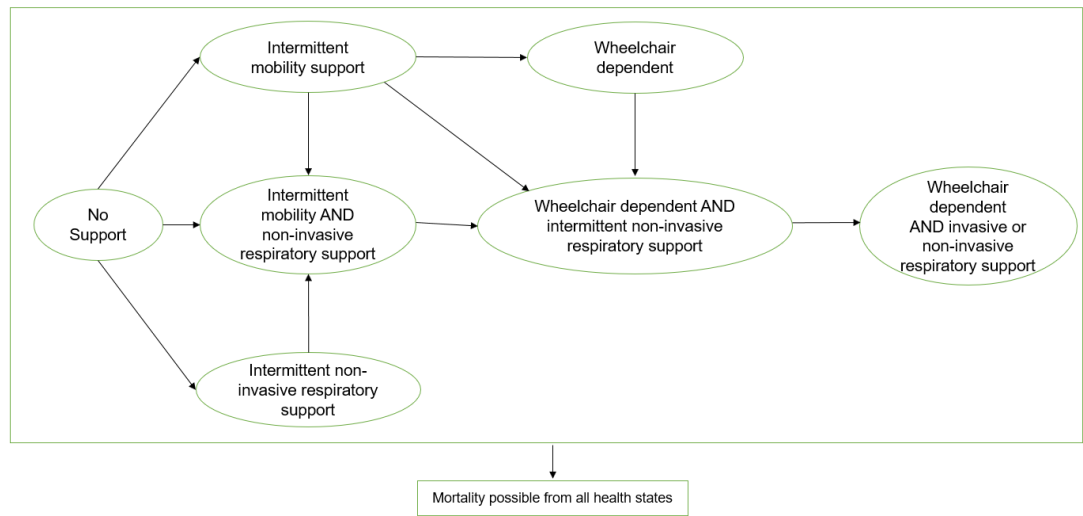 Intermittent
mobility support
Wheelchair
dependent
No
Support
Intermittent
mobility AND
non-invasive
respiratory support
Wheelchair dependent AND
intermittent non-invasive
respiratory support
Wheelchair
dependent
AND invasive or
non-invasive
respiratory support
Intermittent non-
invasive respiratory
support
Mortality possible from all health states